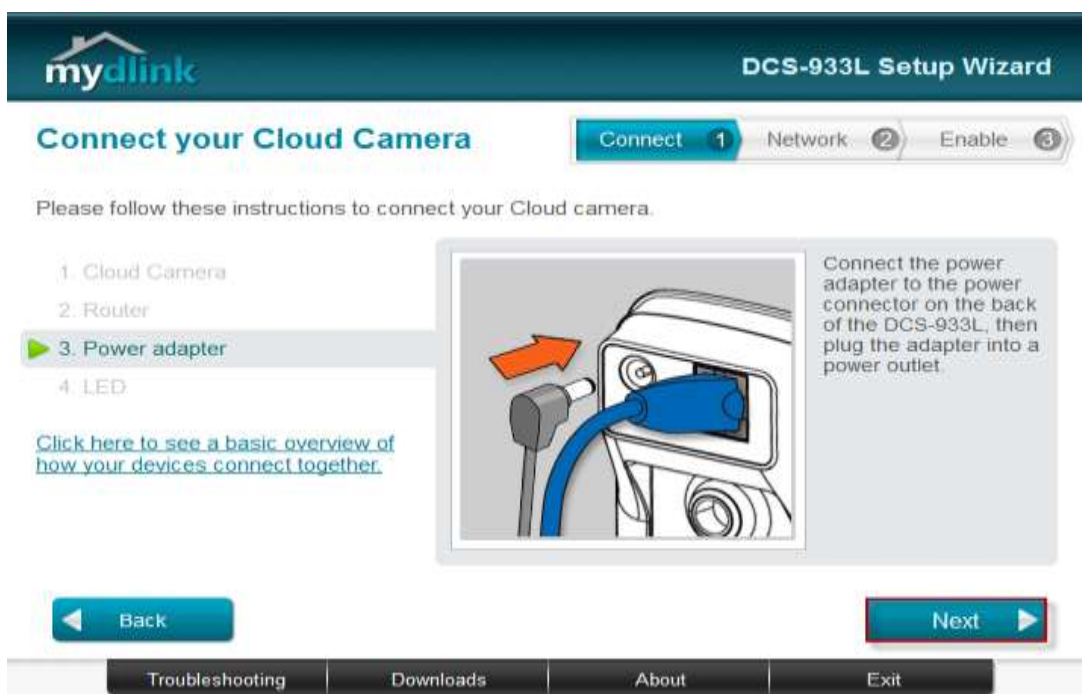 mydlink
DCS-933L Setup Wizard
Connect your Cloud Camera
Connect 1 Network 2 Enable 3
Please follow these instructions to connect your Cloud camera.
1. Cloud Camera
2. Router
3. Power adapter
4. LED
Click here to see a basic overview of
how your devices connect together.
Connect the power
adapter to the power
connector on the back
of the DCS-933L, then
plug the adapter into a
power outlet.
Back
Next
Troubleshooting Downloads About Exit